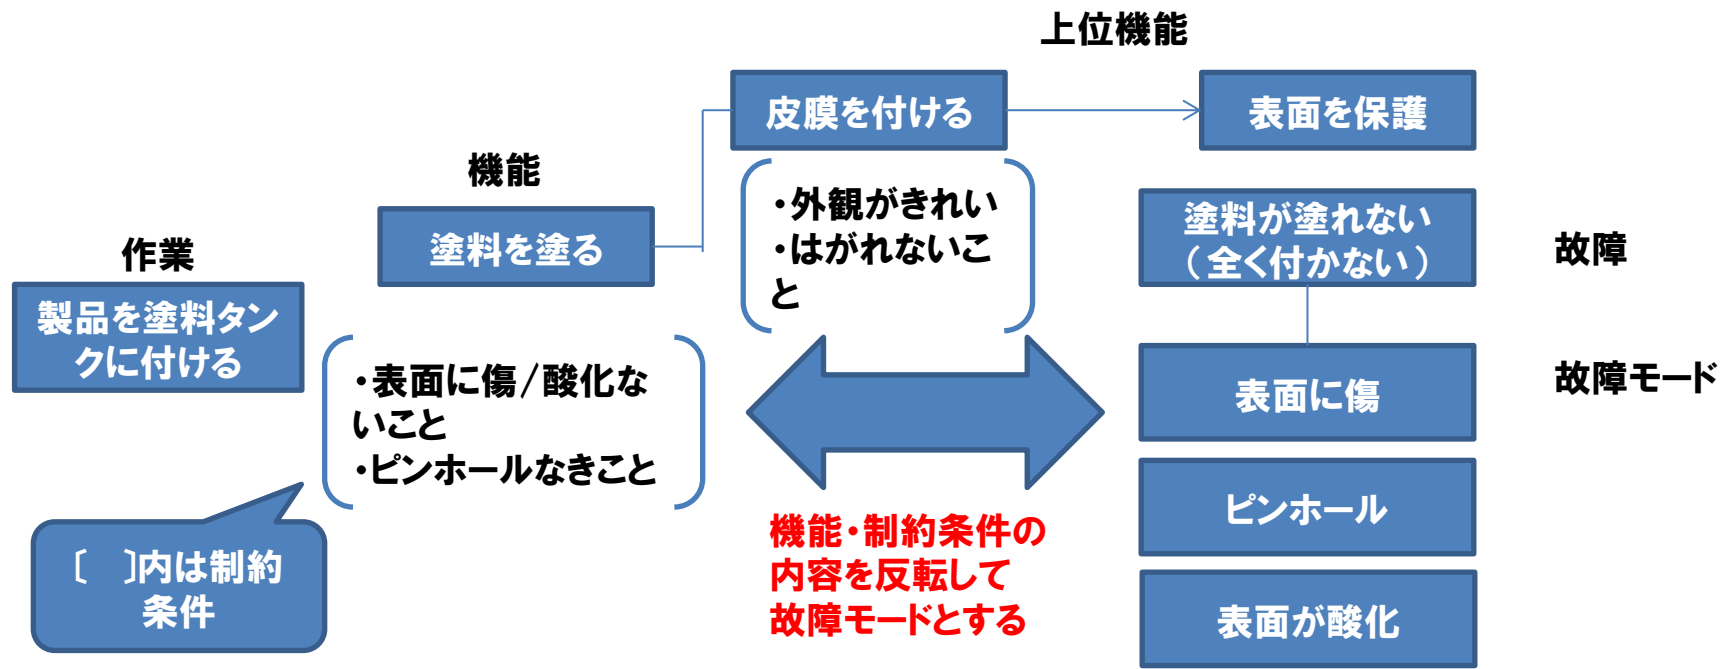 上位機能
皮膜を付ける
表面を保護
機能
塗料を塗る
・外観がきれい
・はがれないこ
と
塗料が塗れない
（全く付かない）
故障
作業
製品を塗料タン
クに付ける
・表面に傷/酸化な
いこと
・ピンホールなきこと
表面に傷
故障モード
ピンホール
〔　〕内は制約
条件
機能・制約条件の
内容を反転して
故障モードとする
表面が酸化